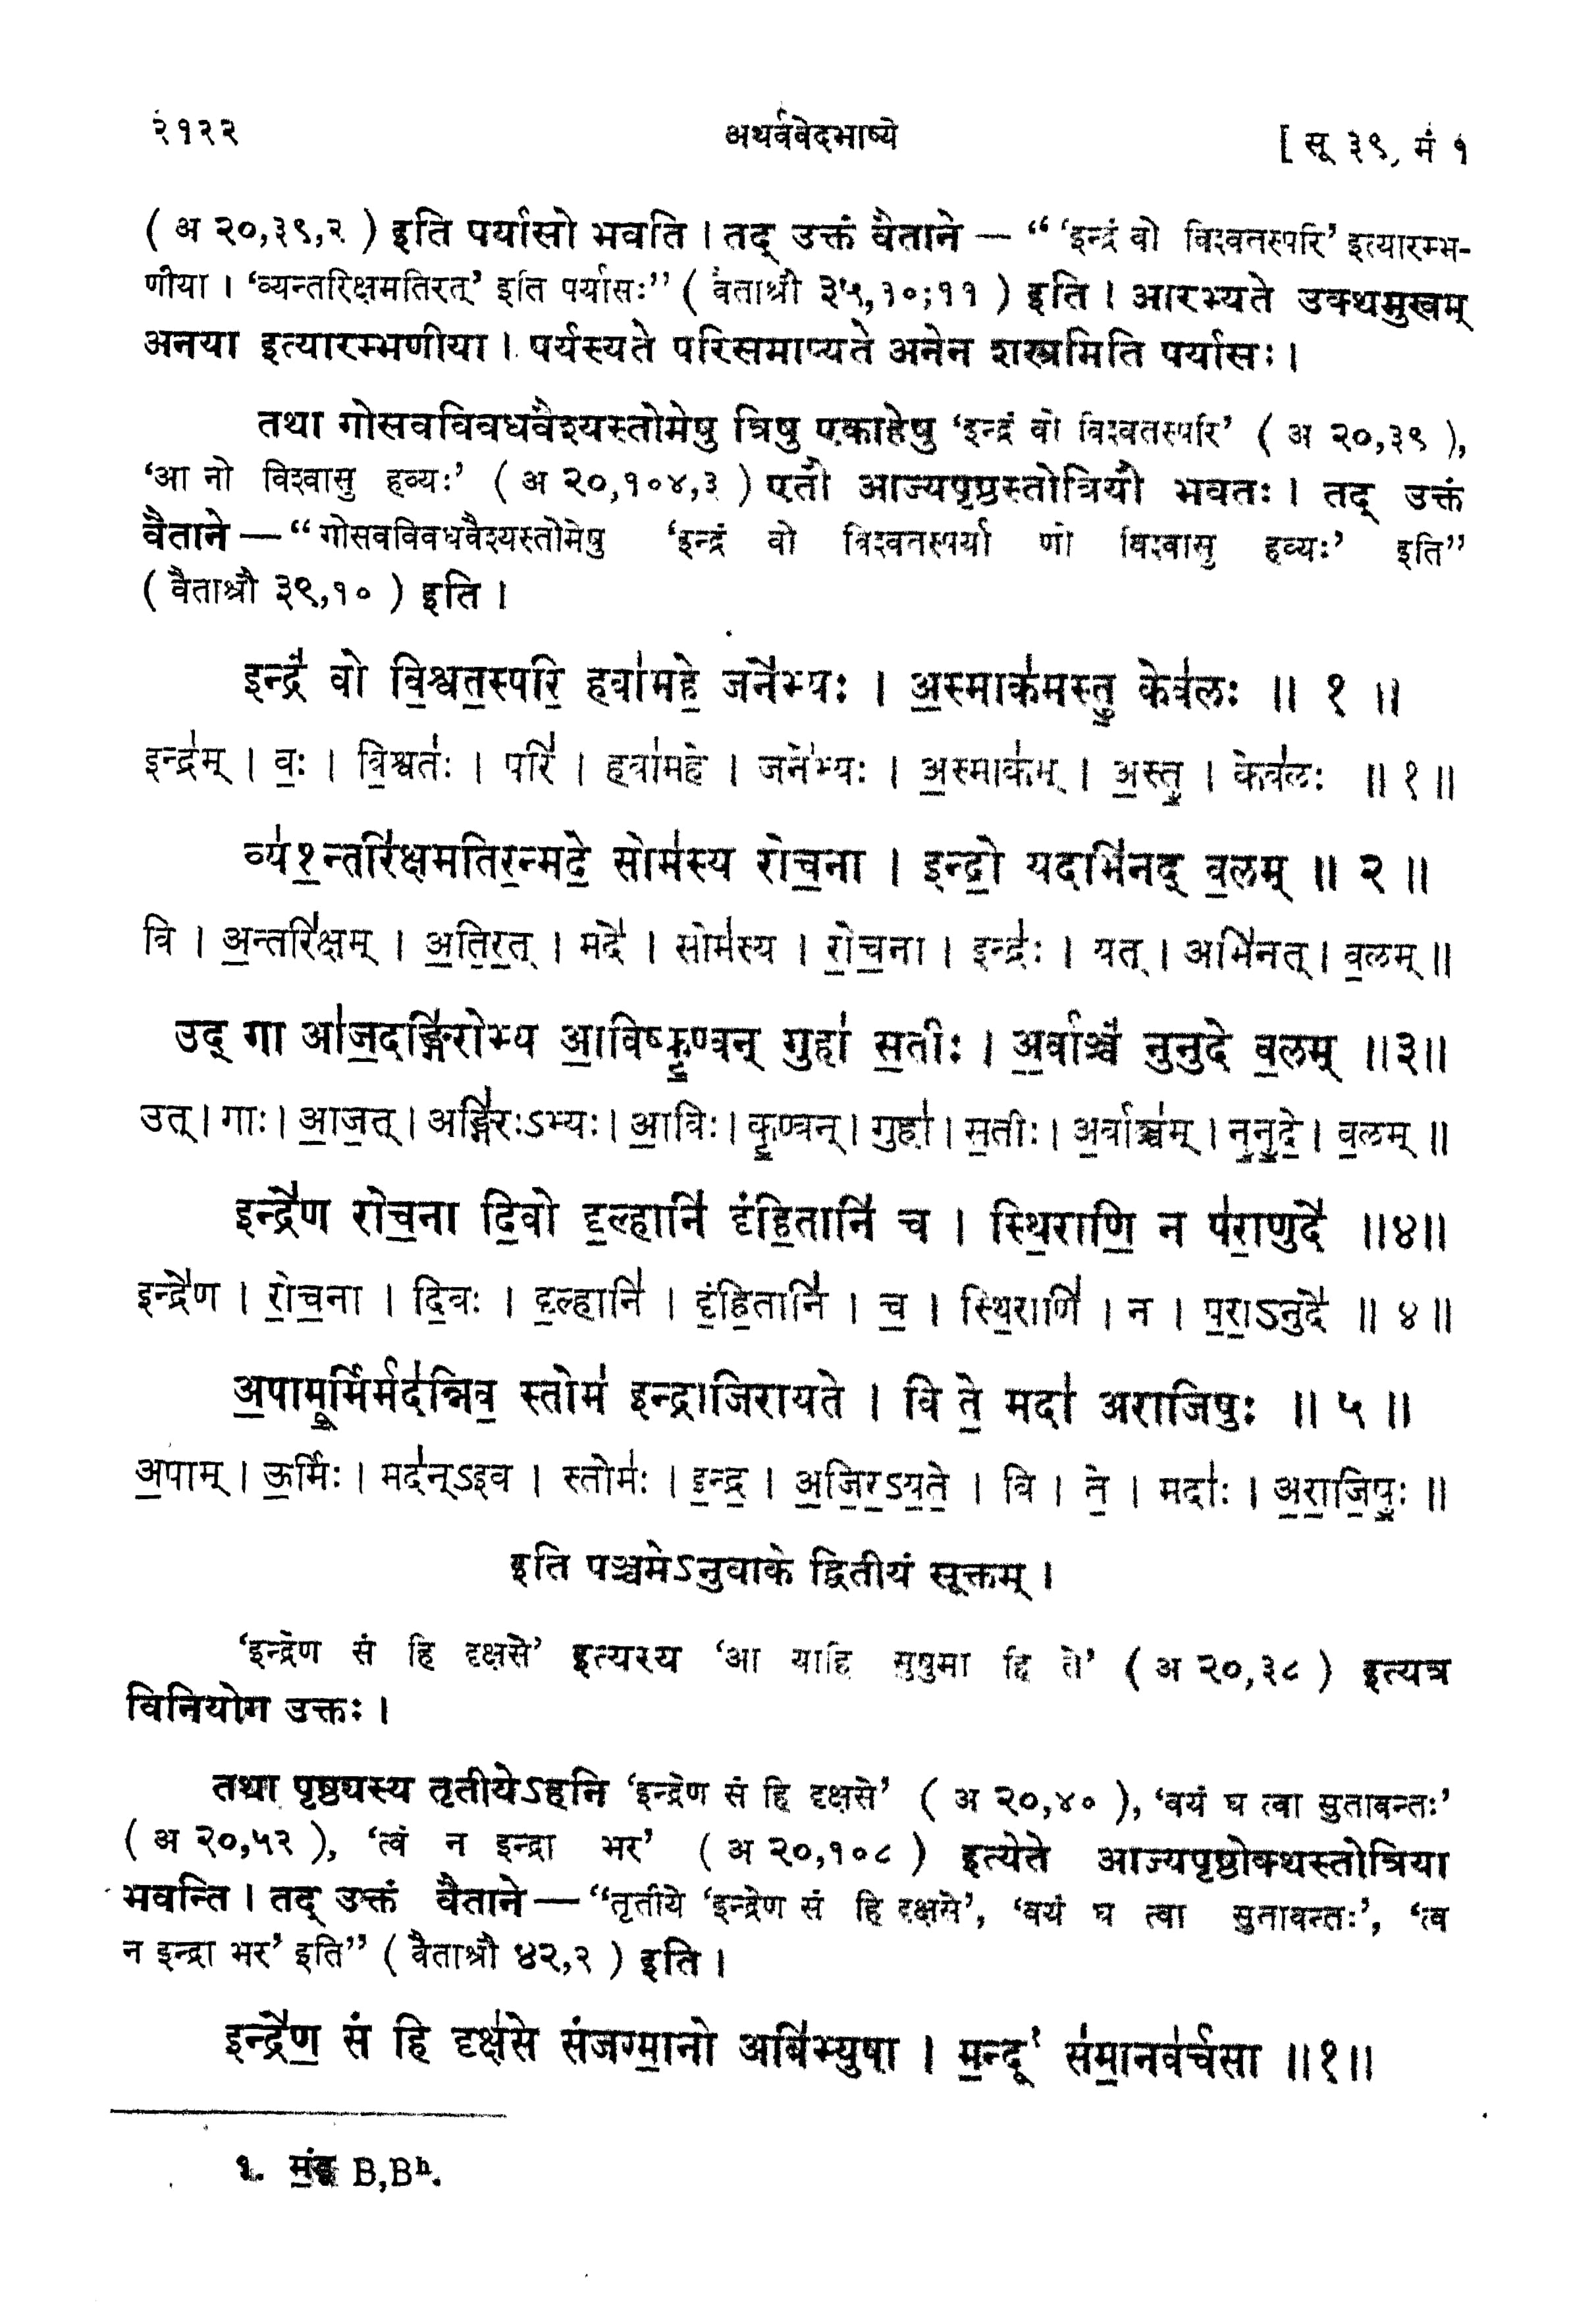 २१२२ अथर्ववेदभाष्ये [ सू ३९, मं १
( अ २०,३९,२ ) इति पर्यासो भवति । तद् उक्तं वैताने — “ ‘इन्द्रं वो विश्वतस्परि’ इत्यारम्भ-
णीया । ‘व्यन्तरिक्षमतिरत्’ इति पर्यासः” ( वैताश्रौ ३५,१०;११ ) इति । आरभ्यते उक्थमुखम्
अनया इत्यारम्भणीया । पर्यस्यते परिसमाप्यते अनेन शस्त्रमिति पर्यासः ।
तथा गोसवविवधवैश्यस्तोमेषु त्रिषु एकाहेषु ‘इन्द्रं वो विश्वतस्परि’ ( अ २०,३९ ),
‘आ नो विश्वासु हव्यः’ ( अ २०,१०४,३ ) एतौ आज्यपृष्ठस्तोत्रियौ भवतः । तद् उक्तं
वैताने — “ गोसवविवधवैश्यस्तोमेषु ‘इन्द्रं वो विश्वतस्पर्या णो विश्वासु हव्यः’ इति”
( वैताश्रौ ३९,१० ) इति ।
इन्द्रं॑ वो वि॒श्वत॒स्परि॒ हवा॑महे॒ जने॑भ्यः । अ॒स्माक॑मस्तु॒ केव॑लः ॥ १ ॥
इन्द्र॑म् । वः॒ । वि॒श्वतः॑ । परि॑ । हवा॑महे । जने॑भ्यः । अ॒स्माक॑म् । अ॒स्तु॒ । केव॑लः ॥ १ ॥
व्य॑१॒न्तरि॑क्षमतिर॒न्मदे॒ सोम॑स्य रोच॒ना । इन्द्रो॒ यदभि॑नद् व॒लम् ॥ २ ॥
वि । अ॒न्तरि॑क्षम् । अ॒ति॒र॒त् । मदे॑ । सोम॑स्य । रो॒च॒ना । इन्द्रः॑ । यत् । अभि॑नत् । व॒लम् ॥
उद् गा आ॑ज॒दङ्गि॑रोभ्य आ॒विष्कृ॒ण्वन् गुहा॑ स॒तीः । अ॒र्वाञ्चं॑ नुनुदे व॒लम् ॥३॥
उत् । गाः । आ॒ज॒त् । अङ्गि॑रःऽभ्यः । आ॒विः । कृ॒ण्वन् । गुहा॑ । स॒तीः । अ॒र्वाञ्च॑म् । नु॒नु॒दे॒ । व॒लम् ॥
इन्द्रे॑ण रोच॒ना दि॒वो दृ॒ल्हानि॑ दृंहि॒तानि॑ च । स्थि॒राणि॒ न प॑रा॒णुदे॑ ॥४॥
इन्द्रे॑ण । रो॒च॒ना । दि॒वः । दृ॒ल्हानि॑ । दृं॒हि॒तानि॑ । च॒ । स्थि॒राणि॑ । न । प॒रा॒ऽनुदे॑ ॥ ४ ॥
अ॒पामू॒र्मिर्मद॑न्निव॒ स्तोम॑ इन्द्राजिरायते । वि ते॒ मदा॑ अराजिषुः ॥ ५ ॥
अ॒पाम् । ऊ॒र्मिः । मद॑न्ऽइव । स्तोमः॑ । इ॒न्द्र॒ । अ॒जि॒र॒ऽय॒ते॒ । वि । ते॒ । मदाः॑ । अ॒रा॒जि॒षुः॒ ॥
इति पञ्चमेऽनुवाके द्वितीयं सूक्तम् ।
‘इन्द्रेण सं हि दृक्षसे’ इत्यस्य ‘आ याहि सुषुमा हि ते’ ( अ २०,३८ ) इत्यत्र
विनियोग उक्तः ।
तथा पृष्ठ्यस्य तृतीयेऽहनि ‘इन्द्रेण सं हि दृक्षसे’ ( अ २०,४० ), ‘वयं घ त्वा सुतावन्तः’
( अ २०,५२ ), ‘त्वं न इन्द्रा भर’ ( अ २०,१०८ ) इत्येते आज्यपृष्ठोक्थस्तोत्रिया
भवन्ति । तद् उक्तं वैताने — “तृतीये ‘इन्द्रेण सं हि दृक्षसे’, ‘वयं घ त्वा सुतावन्तः’, ‘त्व
न इन्द्रा भर’ इति” ( वैताश्रौ ४२,२ ) इति ।
इन्द्रे॑ण॒ सं हि दृक्ष॑से संजग्मा॒नो अबि॑भ्युषा । म॒न्दू१ स॑मा॒नव॑र्चसा ॥१॥
१. मं॒दू B,Bʰ.